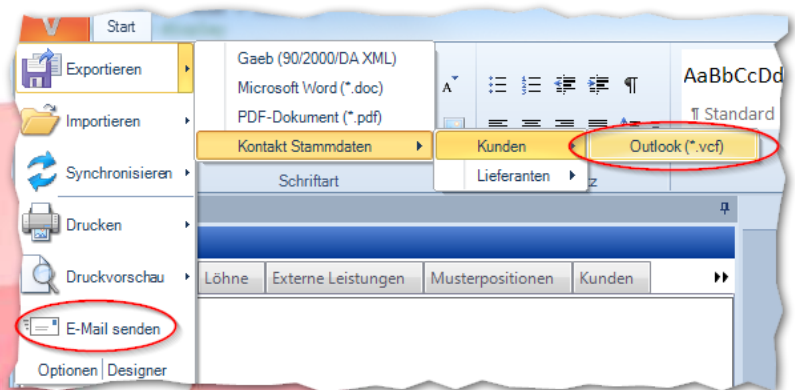 Start
Exportieren
Gaeb (90/2000/DA XML)
Microsoft Word (*.doc)
PDF-Dokument (*.pdf)
AaBbCcDd
Importieren
¶ Standard
Kontakt Stammdaten
Kunden
Outlook (*.vcf)
Synchronisieren
Schriftart
Lieferanten
z
Drucken
Druckvorschau
Löhne
Externe Leistungen
Musterpositionen
Kunden
E-Mail senden
Optionen
Designer